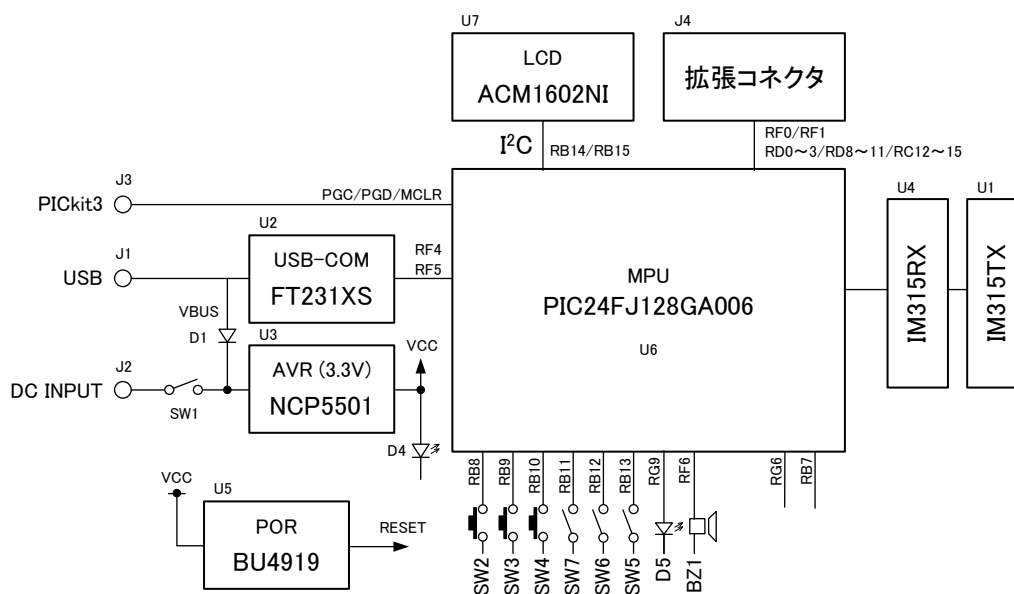 U7
LCD
ACM1602NI
J4
拡張コネクタ
I²C
RB14/RB15
RF0/RF1
RD0～3/RD8～11/RC12～15
J3
PICkit3
PGC/PGD/MCLR
J1
USB
U2
USB-COM
FT231XS
RF4
RF5
MPU
PIC24FJ128GA006
U6
U4
IM315RX
U1
IM315TX
VBUS
D1
J2
DC INPUT
SW1
U3
AVR (3.3V)
NCP5501
VCC
D4
VCC
U5
POR
BU4919
RESET
RB8
RB9
RB10
RB11
RB12
RB13
RG9
RF6
RG6
RB7
SW2
SW3
SW4
SW7
SW6
SW5
D5
BZ1